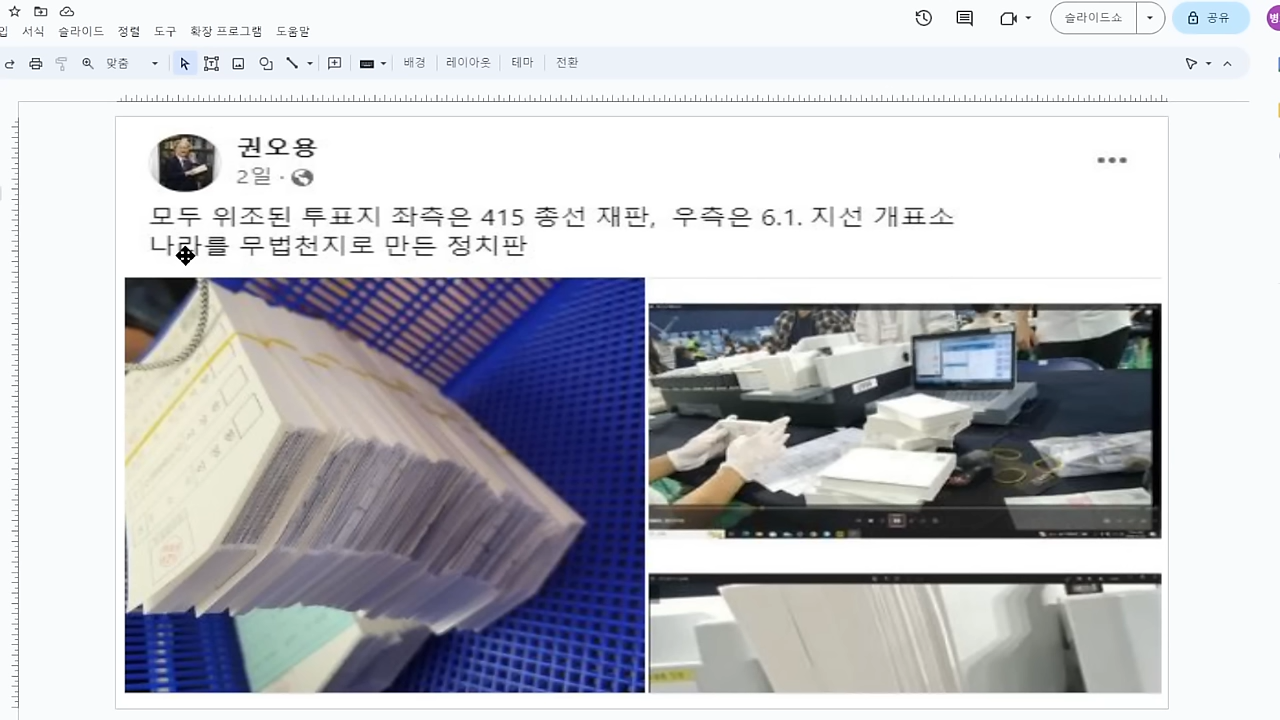 서식 슬라이드 정렬 도구 확장 프로그램 도움말
슬라이드쇼
공유
맞춤
배경 레이아웃 테마 전환
권오용
2일 ·
모두 위조된 투표지 좌측은 415 총선 재판, 우측은 6.1. 지선 개표소
나라를 무법천지로 만든 정치판